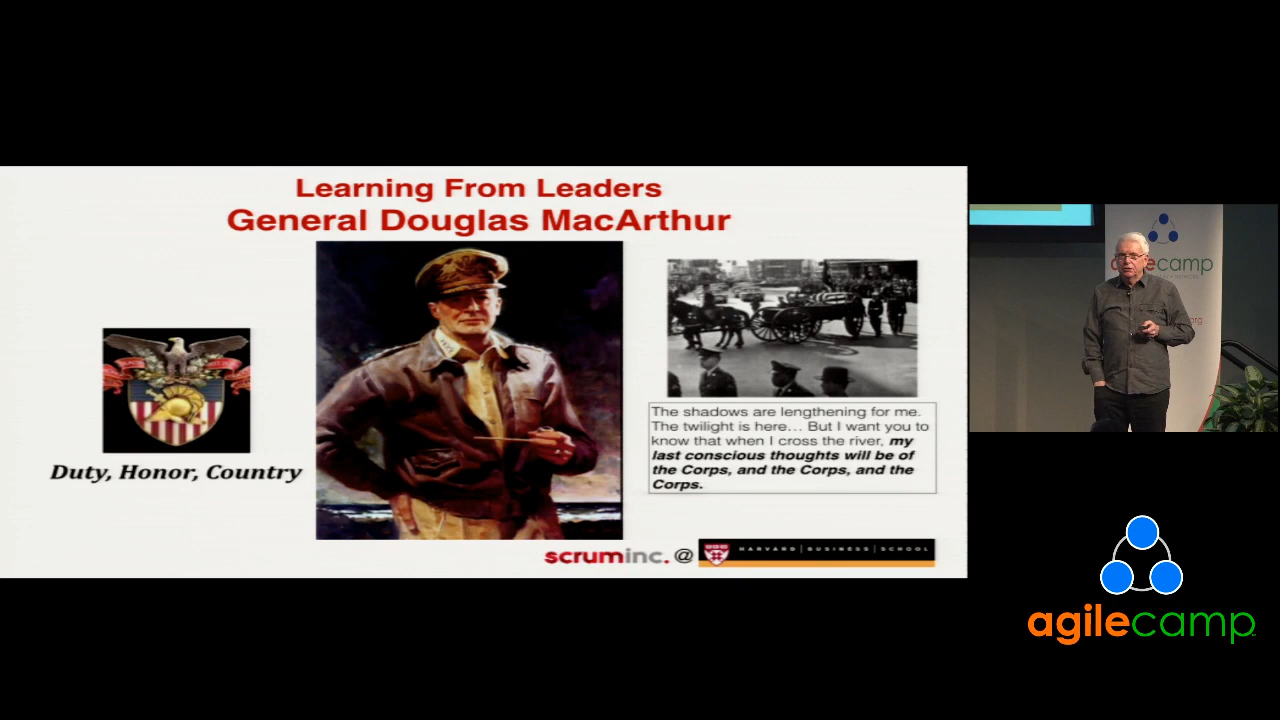 Learning From Leaders
General Douglas MacArthur
Duty, Honor, Country
The shadows are lengthening for me.
The twilight is here... But I want you to
know that when I cross the river, my
last conscious thoughts will be of
the Corps, and the Corps, and the
Corps.
scruminc. @ HARVARD | BUSINESS | SCHOOL
agilecamp
org
agilecamp